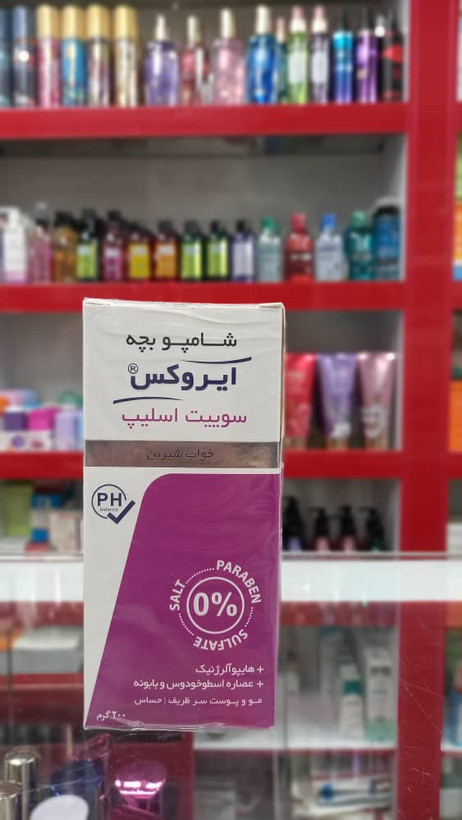 شامپو بچه
ایروکس®
سوییت اسلیپ
خواب شیرین
PH
balance
SALT PARABEN
0%
SULFATE
+ هایپوآلرژنیک
+ عصاره اسطوخودوس و بابونه
مو و پوست سر ظریف | حساس
۲۰۰ گرم